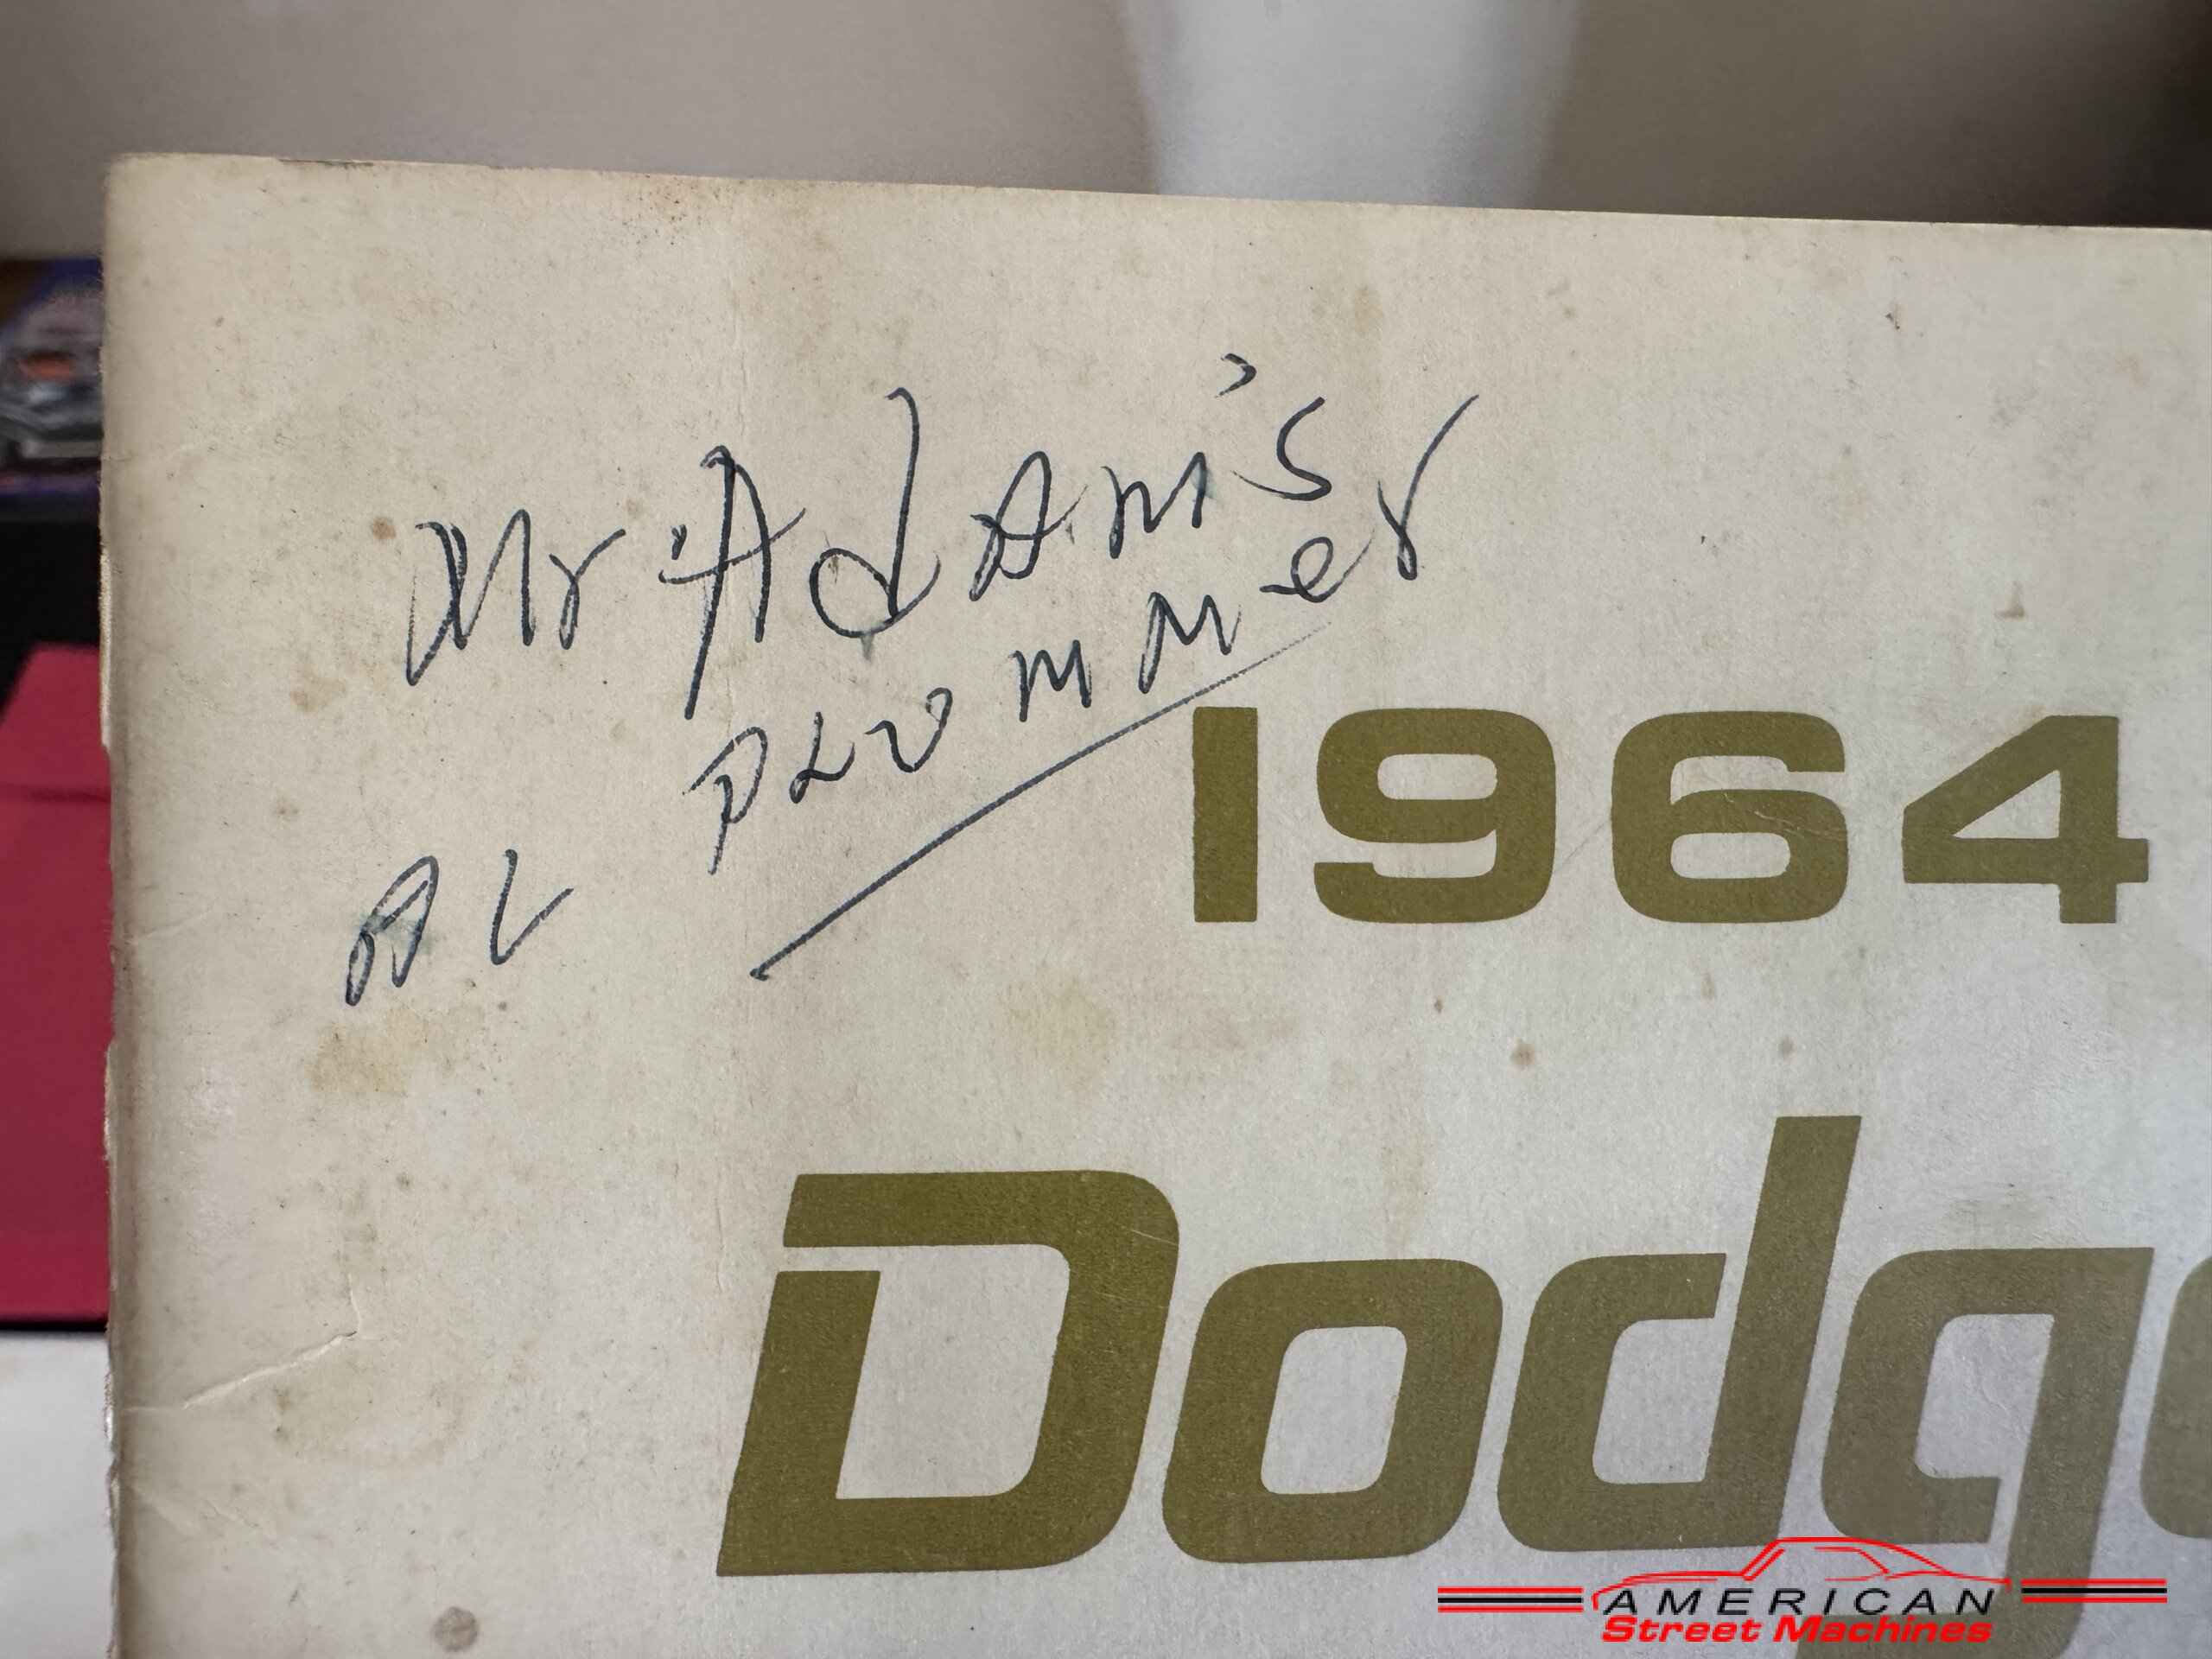 Mr Adam's
AL PLUMMer
1964
Dodge
AMERICAN
Street Machines